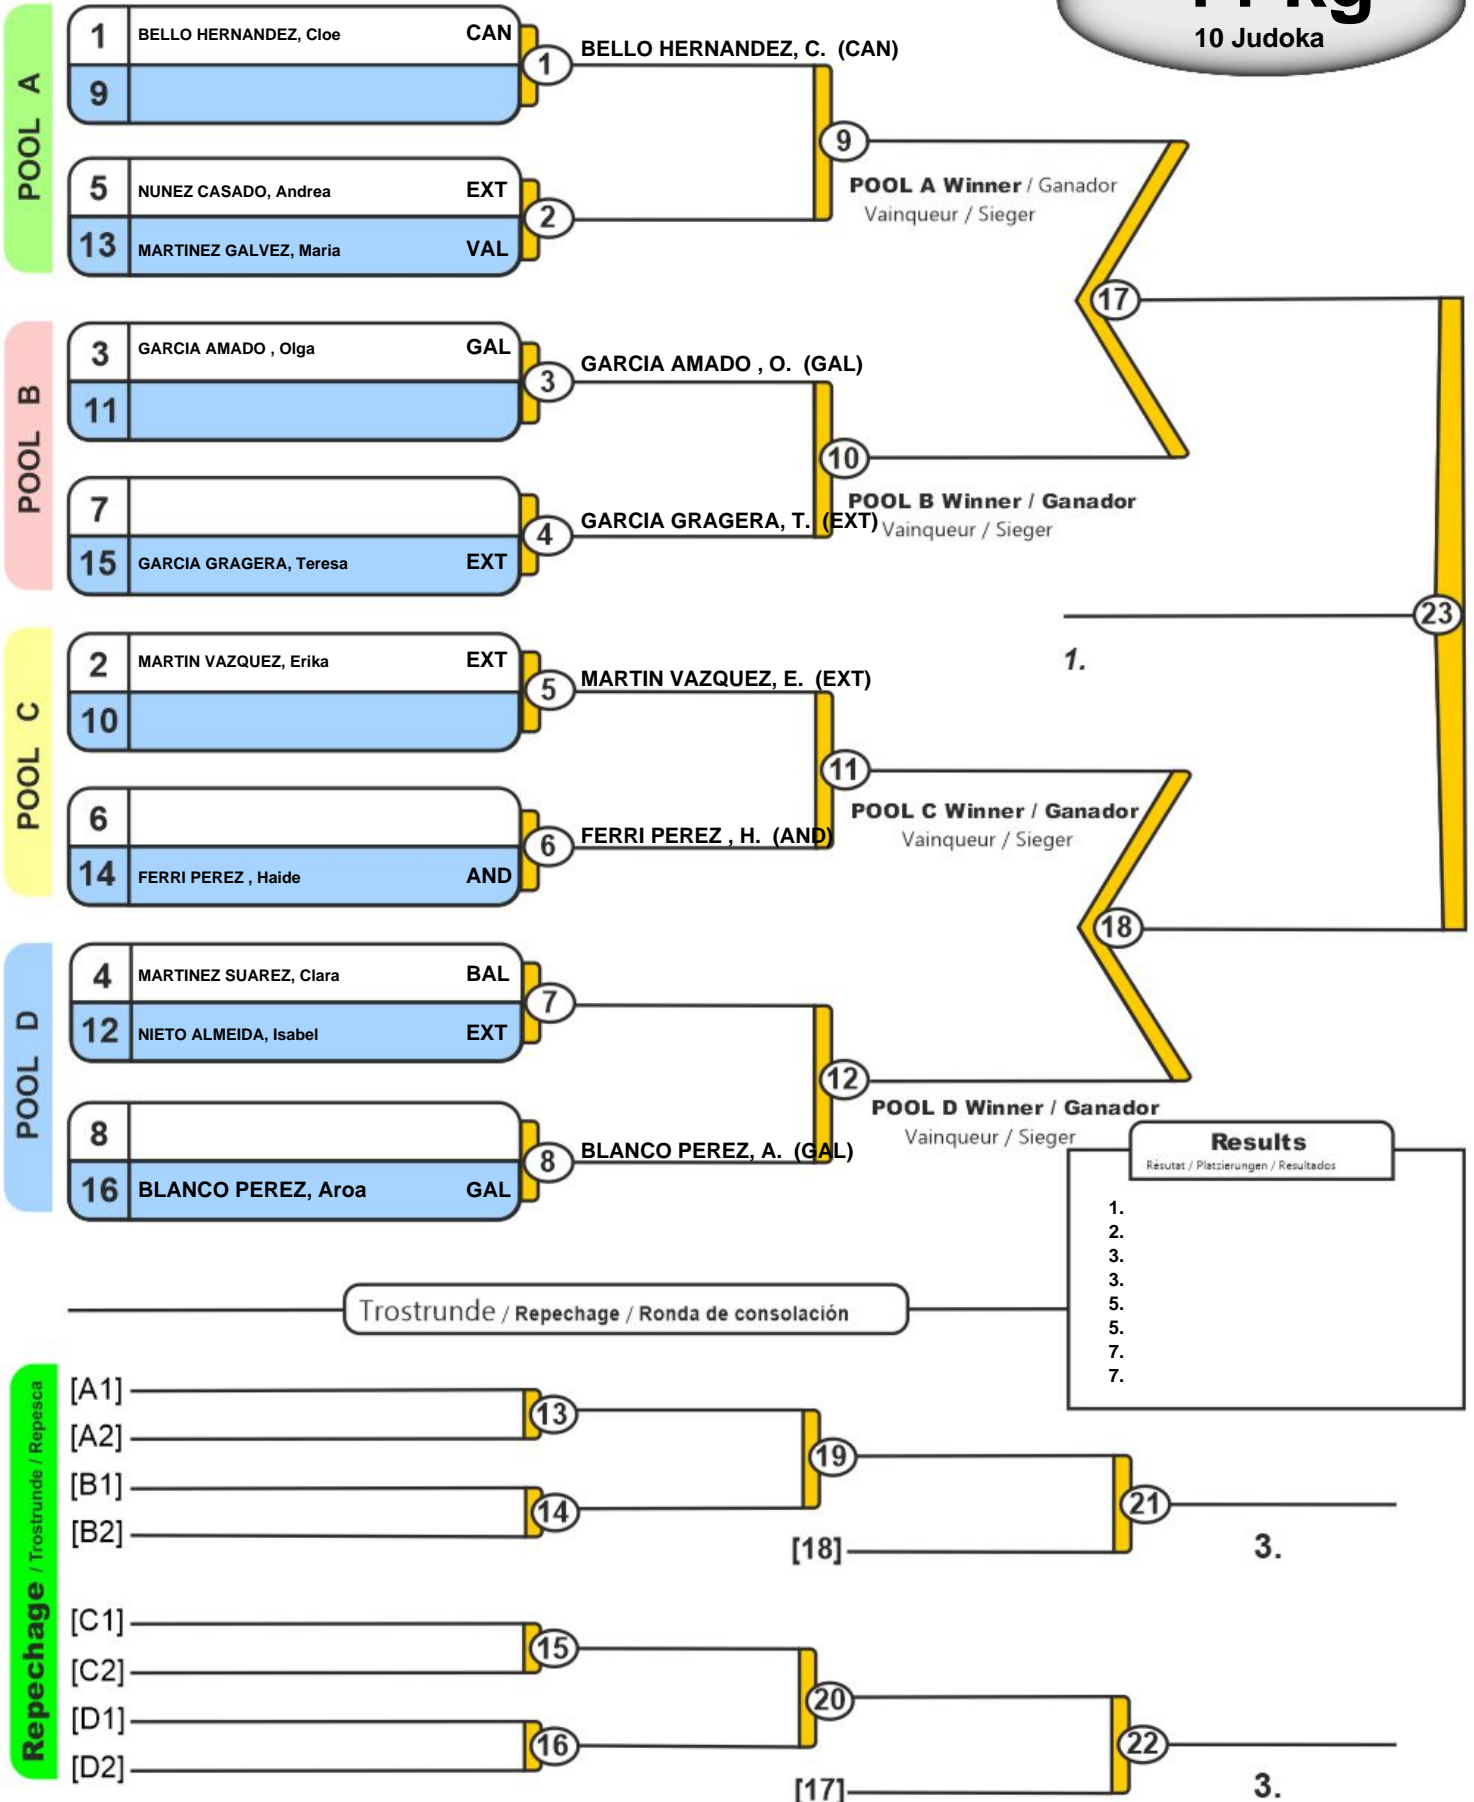 10 Judoka
POOL A
1 BELLO HERNANDEZ, Cloe CAN
9
1
BELLO HERNANDEZ, C. (CAN)
5 NUNEZ CASADO, Andrea EXT
13 MARTINEZ GALVEZ, Maria VAL
2
9
POOL A Winner / Ganador
Vainqueur / Sieger
17
POOL B
3 GARCIA AMADO , Olga GAL
11
3
GARCIA AMADO , O. (GAL)
7
15 GARCIA GRAGERA, Teresa EXT
4
GARCIA GRAGERA, T. (EXT)
10
POOL B Winner / Ganador
Vainqueur / Sieger
23
1.
POOL C
2 MARTIN VAZQUEZ, Erika EXT
10
5
MARTIN VAZQUEZ, E. (EXT)
6
14 FERRI PEREZ , Haide AND
6
FERRI PEREZ , H. (AND)
11
POOL C Winner / Ganador
Vainqueur / Sieger
18
POOL D
4 MARTINEZ SUAREZ, Clara BAL
12 NIETO ALMEIDA, Isabel EXT
7
8
16 BLANCO PEREZ, Aroa GAL
8
BLANCO PEREZ, A. (GAL)
12
POOL D Winner / Ganador
Vainqueur / Sieger
Results
Résutat / Platzierungen / Resultados
1.
2.
3.
3.
5.
5.
7.
7.
Trostrunde / Repechage / Ronda de consolación
Repechage / Trostrunde / Repesca
[A1]
[A2]
13
[B1]
[B2]
14
19
[18]
21
3.
[C1]
[C2]
15
[D1]
[D2]
16
20
[17]
22
3.